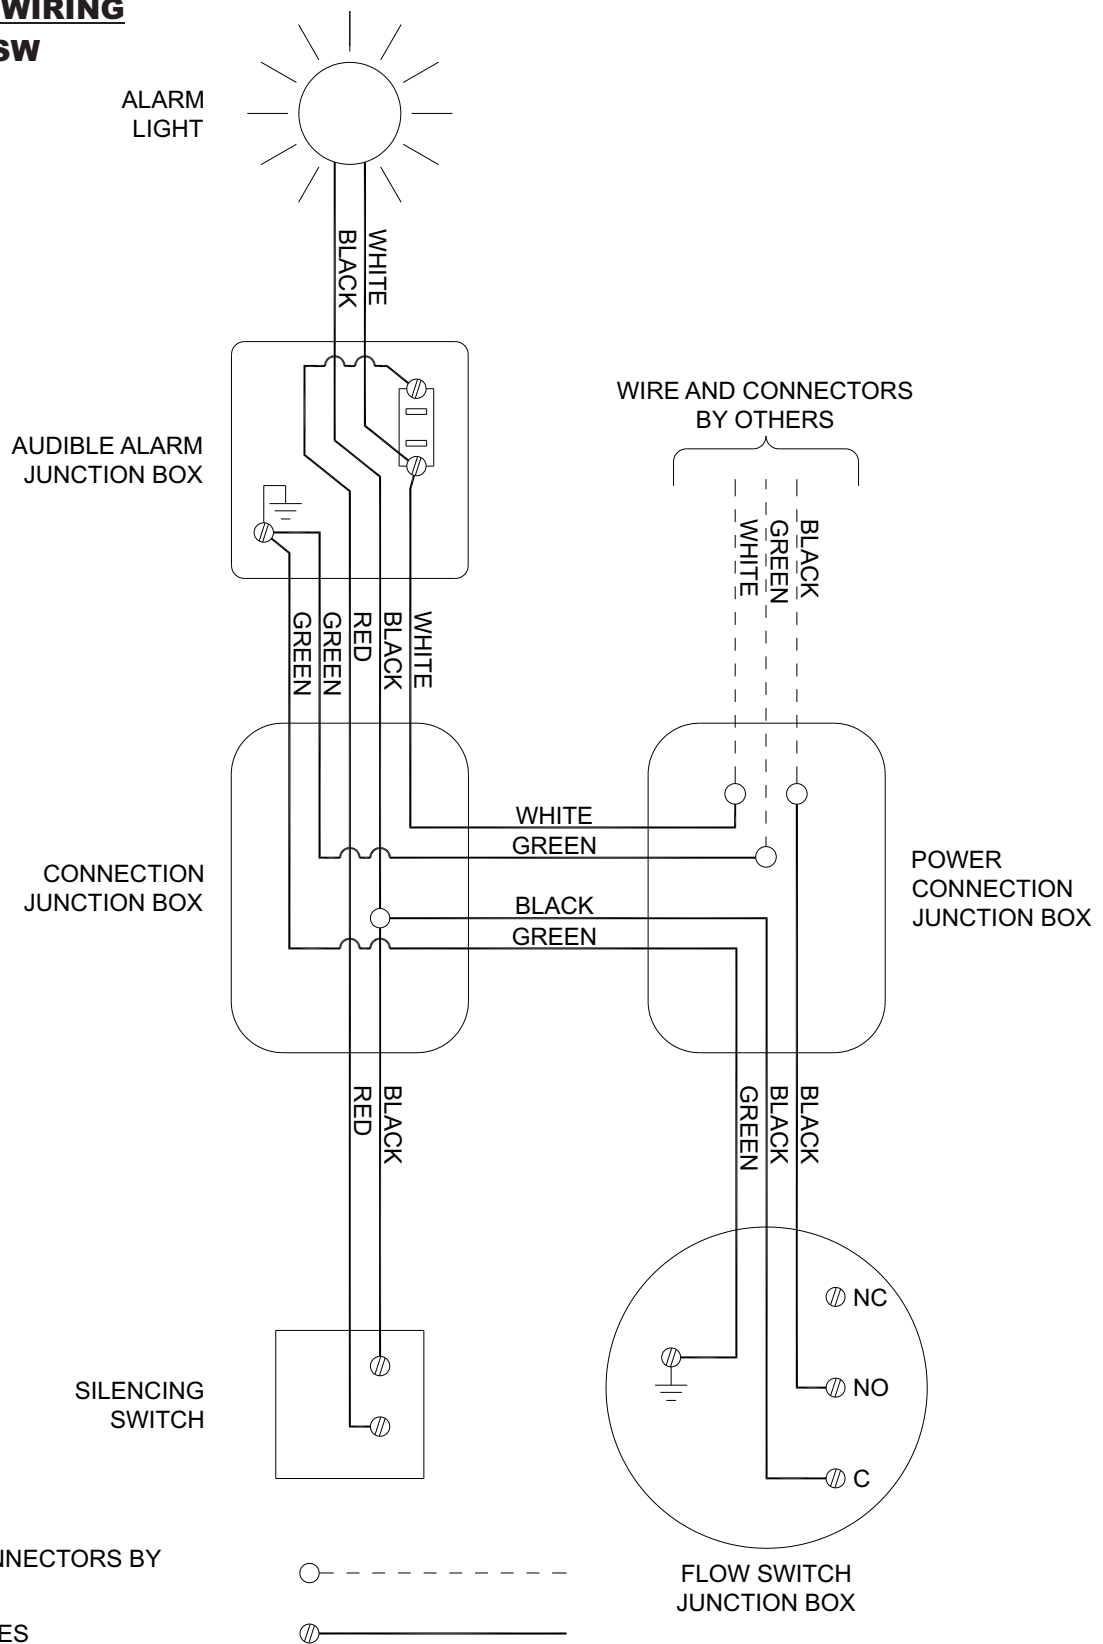 WIRING
SW
ALARM
LIGHT
BLACK
WHITE
WIRE AND CONNECTORS
BY OTHERS
AUDIBLE ALARM
JUNCTION BOX
WHITE
GREEN
BLACK
GREEN
GREEN
RED
BLACK
WHITE
WHITE
GREEN
CONNECTION
JUNCTION BOX
POWER
CONNECTION
JUNCTION BOX
BLACK
GREEN
RED
BLACK
GREEN
BLACK
BLACK
NC
NO
C
SILENCING
SWITCH
FLOW SWITCH
JUNCTION BOX
NNECTORS BY
ES